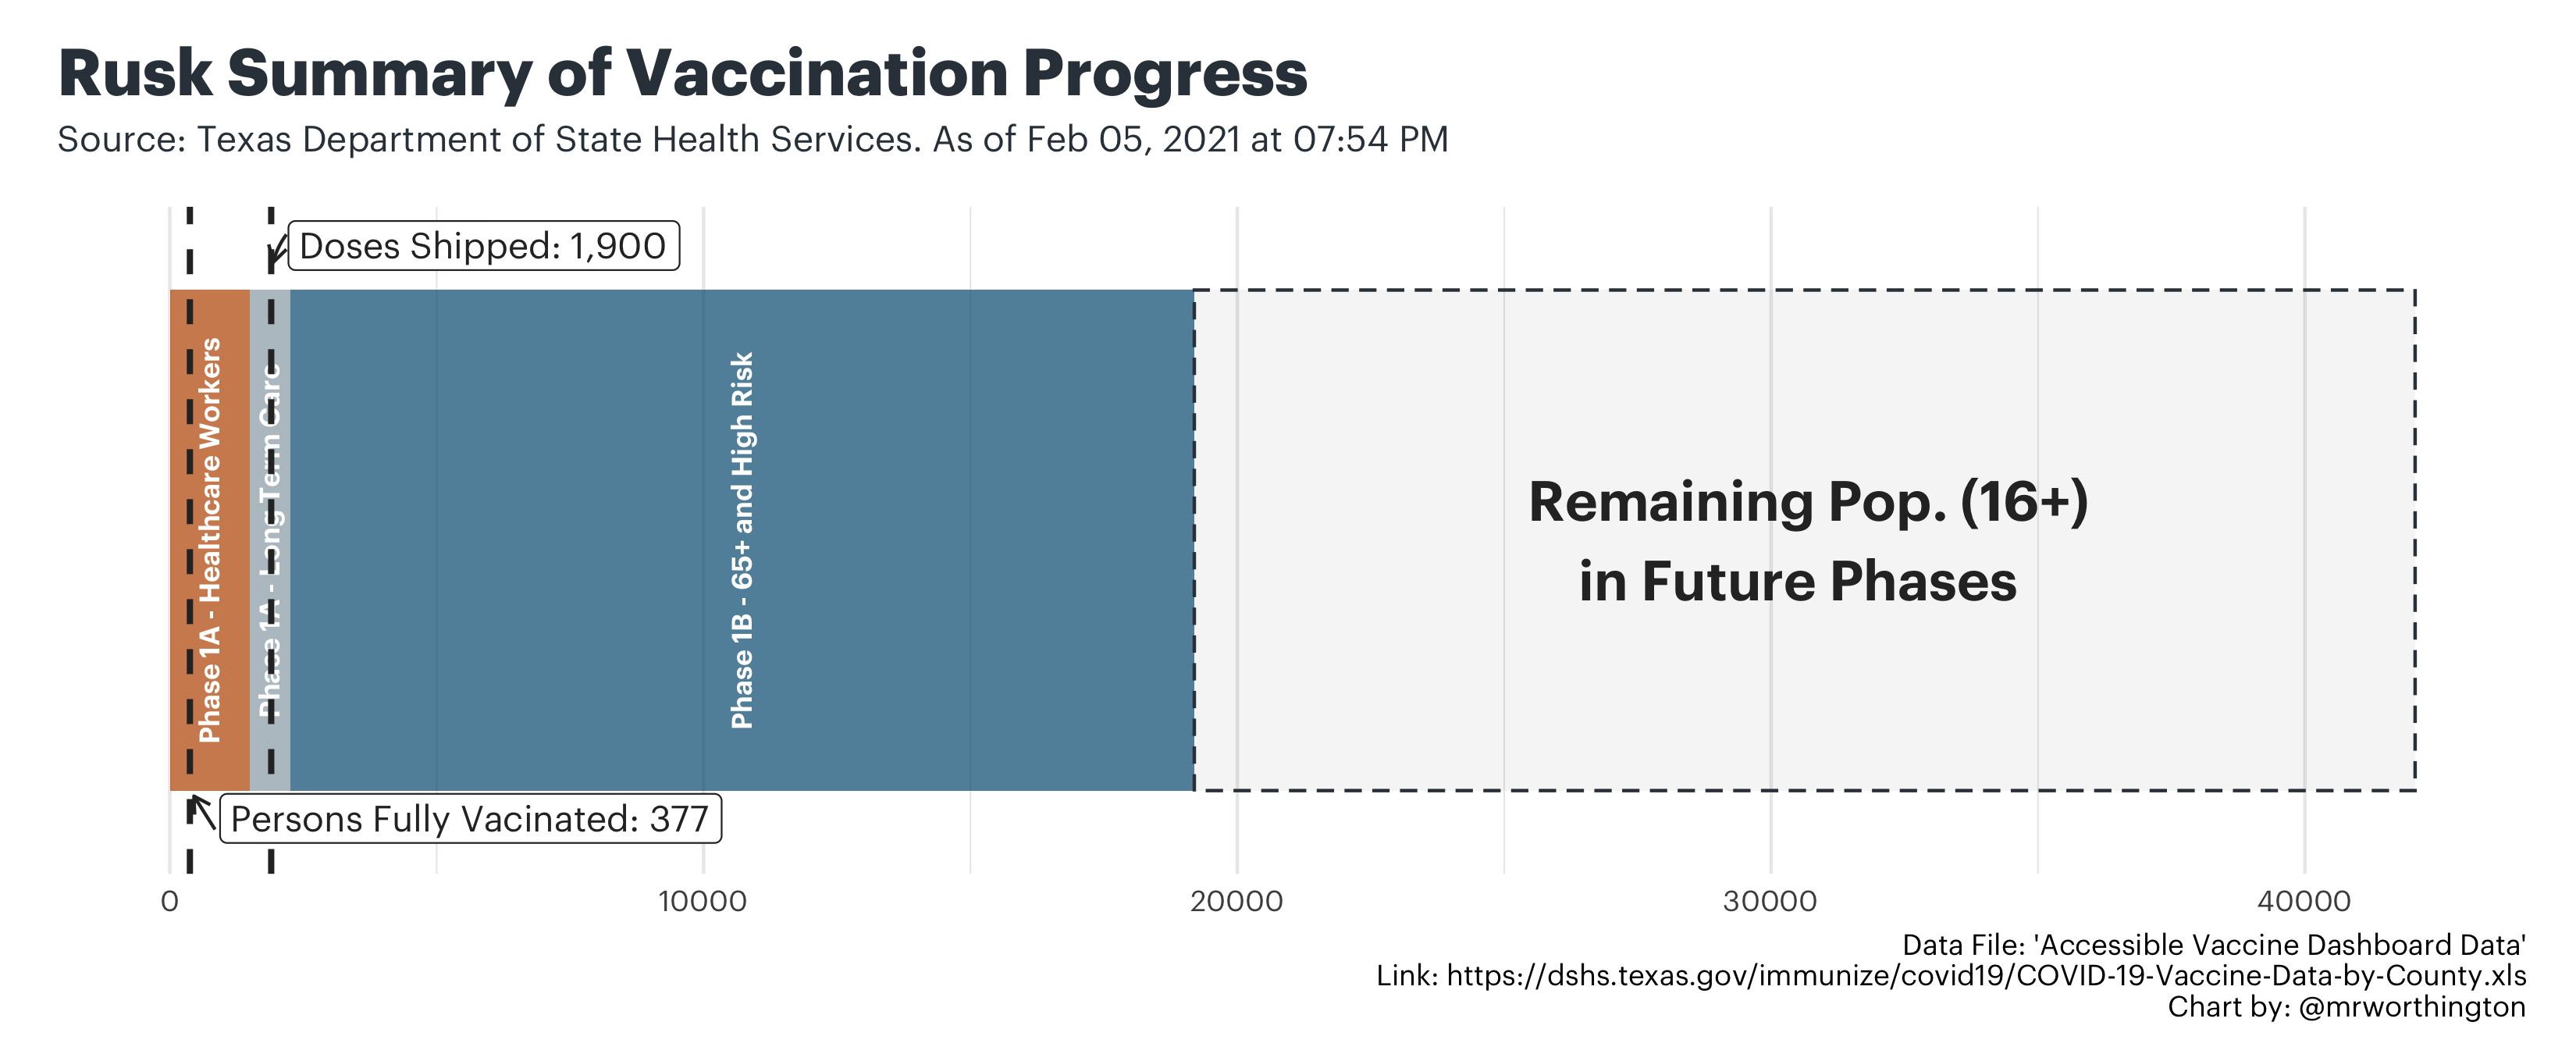 Rusk Summary of Vaccination Progress
Source: Texas Department of State Health Services. As of Feb 05, 2021 at 07:54 PM
Doses Shipped: 1,900
Phase 1A - Healthcare Workers
Phase 1A - Long Term Care
Phase 1B - 65+ and High Risk
Remaining Pop. (16+)
in Future Phases
Persons Fully Vacinated: 377
0 10000 20000 30000 40000
Data File: 'Accessible Vaccine Dashboard Data'
Link: https://dshs.texas.gov/immunize/covid19/COVID-19-Vaccine-Data-by-County.xls
Chart by: @mrworthington